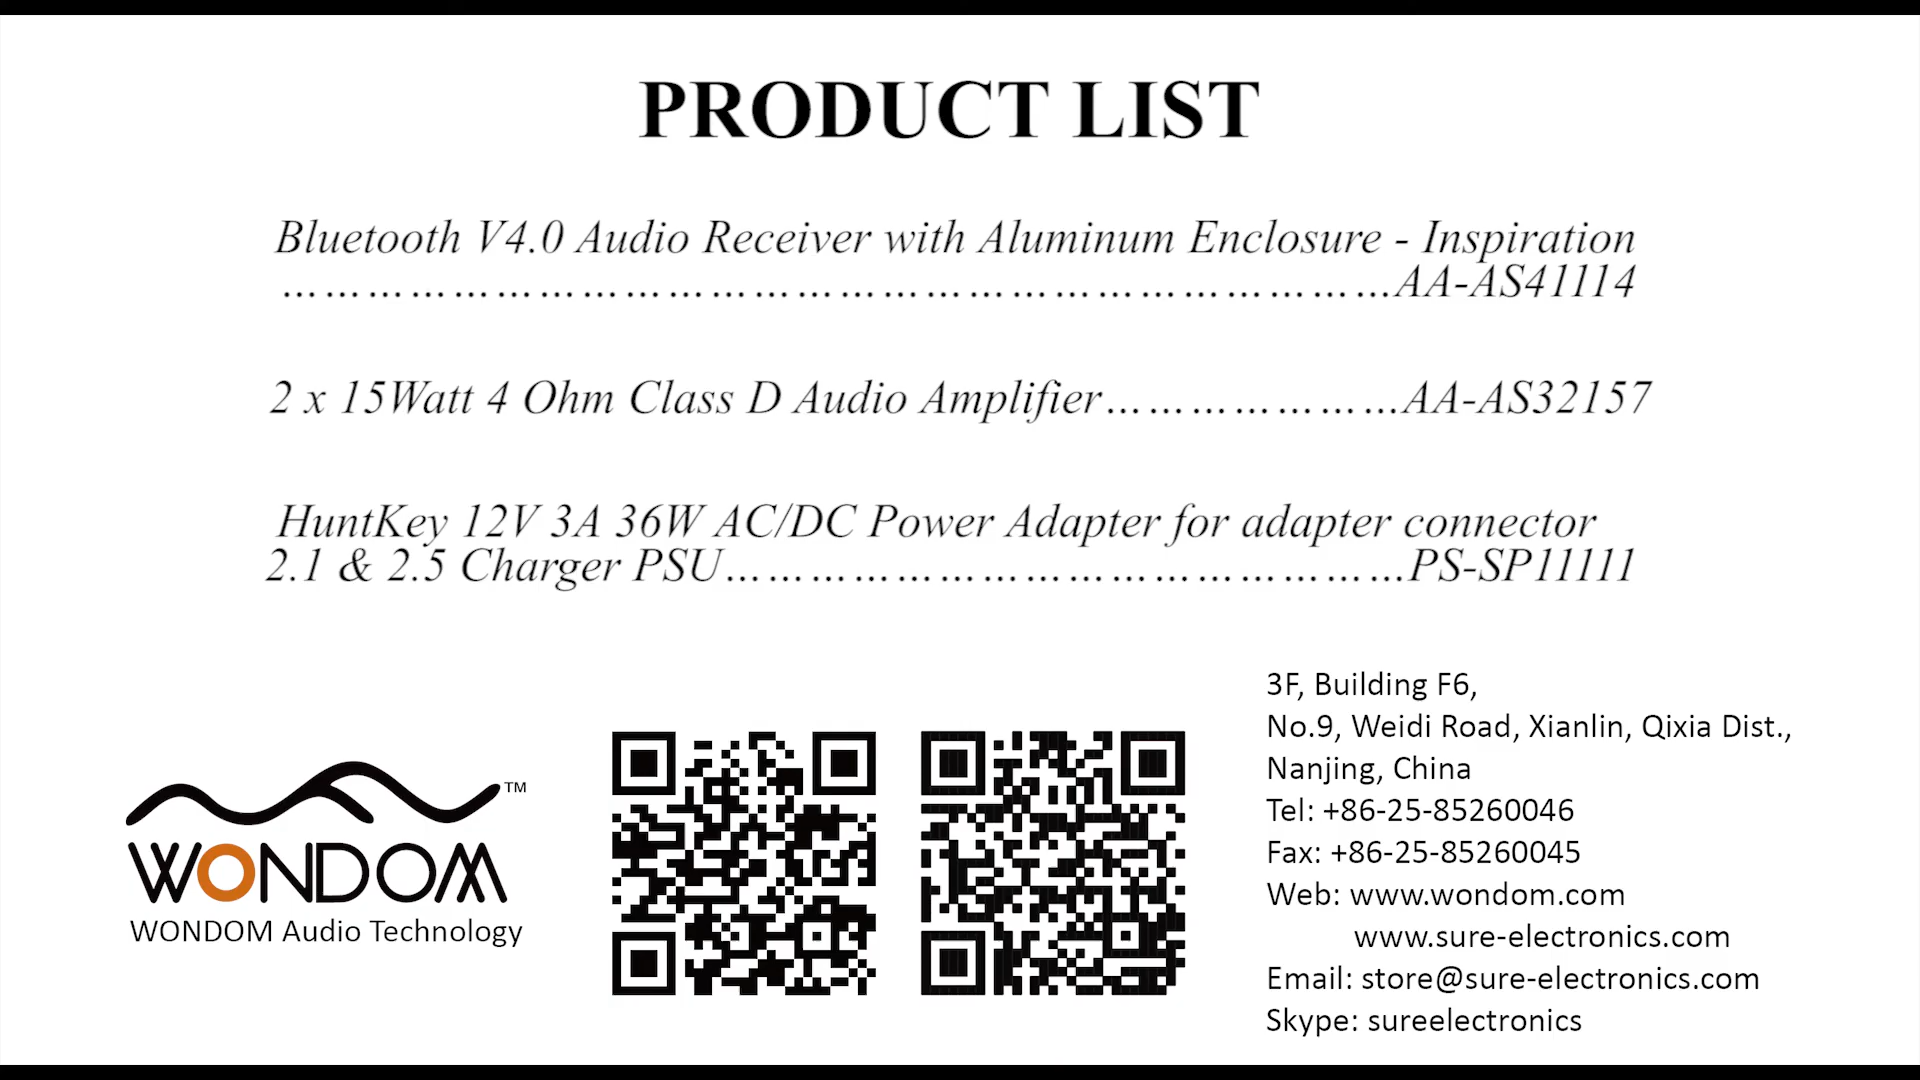 PRODUCT LIST
Bluetooth V4.0 Audio Receiver with Aluminum Enclosure - Inspiration
……………………………………………………………………………AA-AS41114
2 x 15Watt 4 Ohm Class D Audio Amplifier…………………AA-AS32157
HuntKey 12V 3A 36W AC/DC Power Adapter for adapter connector
2.1 & 2.5 Charger PSU………………………………………………PS-SP11111
WONDOM
TM
WONDOM Audio Technology
3F, Building F6,
No.9, Weidi Road, Xianlin, Qixia Dist.,
Nanjing, China
Tel: +86-25-85260046
Fax: +86-25-85260045
Web: www.wondom.com
www.sure-electronics.com
Email: store@sure-electronics.com
Skype: sureelectronics